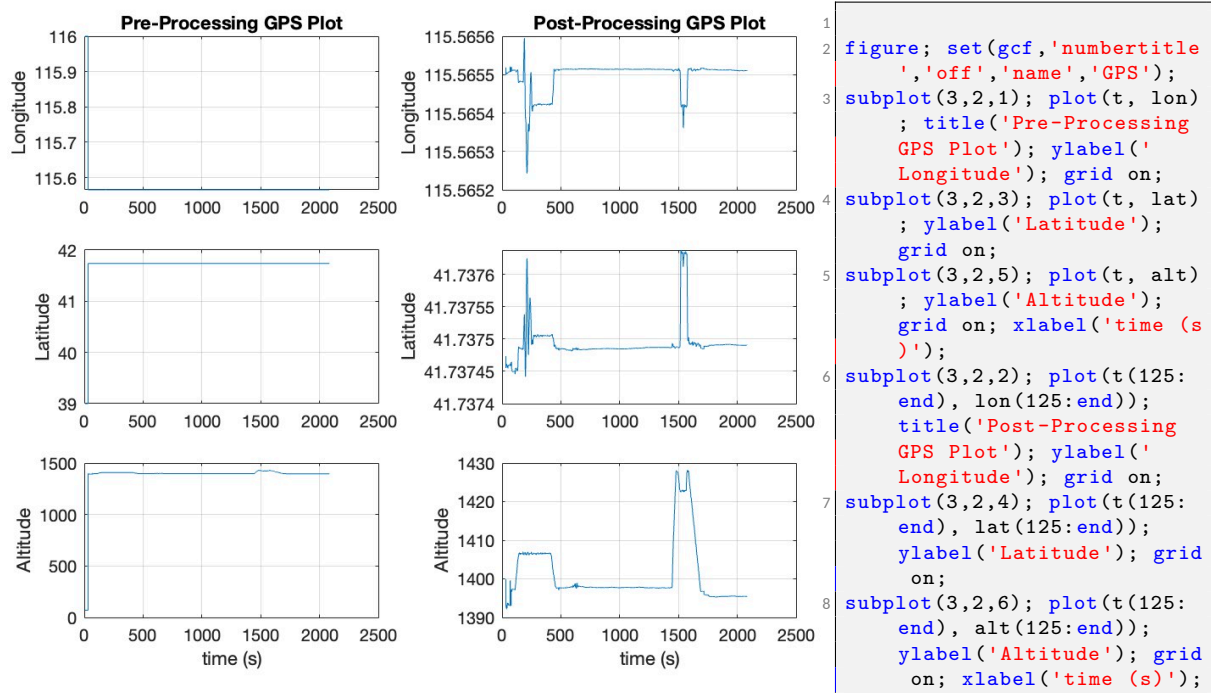 Pre-Processing GPS Plot
116
115.9
115.8
115.7
115.6
Longitude
0 500 1000 1500 2000 2500
42
41
40
39
Latitude
0 500 1000 1500 2000 2500
1500
1000
500
0
Altitude
0 500 1000 1500 2000 2500
time (s)
Post-Processing GPS Plot
115.5656
115.5655
115.5654
115.5653
115.5652
Longitude
0 500 1000 1500 2000 2500
41.7376
41.73755
41.7375
41.73745
41.7374
Latitude
0 500 1000 1500 2000 2500
1430
1420
1410
1400
1390
Altitude
0 500 1000 1500 2000 2500
time (s)
1
2 figure; set(gcf,'numbertitle
','off','name','GPS');
3 subplot(3,2,1); plot(t, lon)
; title('Pre-Processing
GPS Plot'); ylabel('
Longitude'); grid on;
4 subplot(3,2,3); plot(t, lat)
; ylabel('Latitude');
grid on;
5 subplot(3,2,5); plot(t, alt)
; ylabel('Altitude');
grid on; xlabel('time (s
)');
6 subplot(3,2,2); plot(t(125:
end), lon(125:end));
title('Post-Processing
GPS Plot'); ylabel('
Longitude'); grid on;
7 subplot(3,2,4); plot(t(125:
end), lat(125:end));
ylabel('Latitude'); grid
on;
8 subplot(3,2,6); plot(t(125:
end), alt(125:end));
ylabel('Altitude'); grid
on; xlabel('time (s)');